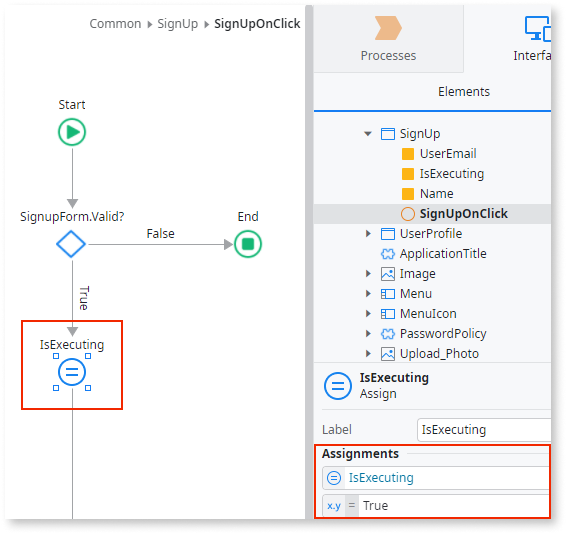 Common SignUp SignUpOnClick
Start
SignupForm.Valid?
End
False
True
IsExecuting
Processes
Interfa
Elements
SignUp
UserEmail
IsExecuting
Name
SignUpOnClick
UserProfile
ApplicationTitle
Image
Menu
MenuIcon
PasswordPolicy
Upload_Photo
IsExecuting
Assign
Label IsExecuting
Assignments
IsExecuting
x.y = True